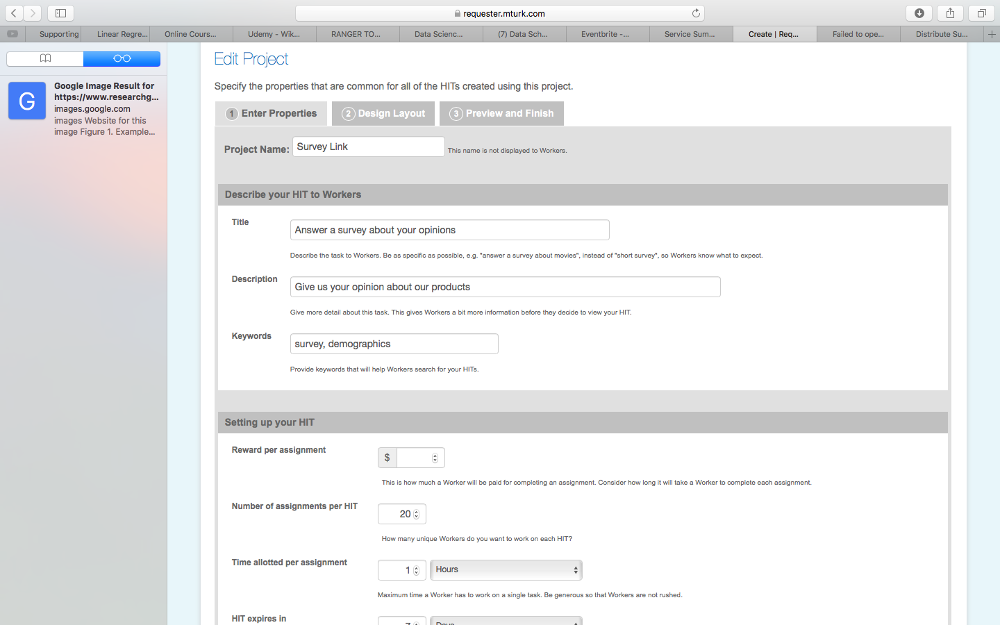 requester.mturk.com
Supporting
Linear Regre...
Online Cours...
Udemy - Wik...
RANGER TO...
Data Scienc...
(7) Data Sch...
Eventbrite -...
Service Sum...
Create | Req...
Failed to ope...
Distribute Su...
G
Google Image Result for
https://www.researchg...
images.google.com
images Website for this
image Figure 1. Example...
Edit Project
Specify the properties that are common for all of the HITs created using this project.
1 Enter Properties
2 Design Layout
3 Preview and Finish
Project Name: Survey Link This name is not displayed to Workers.
Describe your HIT to Workers
Title
Answer a survey about your opinions
Describe the task to Workers. Be as specific as possible, e.g. "answer a survey about movies", instead of "short survey", so Workers know what to expect.
Description
Give us your opinion about our products
Give more detail about this task. This gives Workers a bit more information before they decide to view your HIT.
Keywords
survey, demographics
Provide keywords that will help Workers search for your HITs.
Setting up your HIT
Reward per assignment
$
This is how much a Worker will be paid for completing an assignment. Consider how long it will take a Worker to complete each assignment.
Number of assignments per HIT
20
How many unique Workers do you want to work on each HIT?
Time allotted per assignment
1 Hours
Maximum time a Worker has to work on a single task. Be generous so that Workers are not rushed.
HIT expires in
7 Days